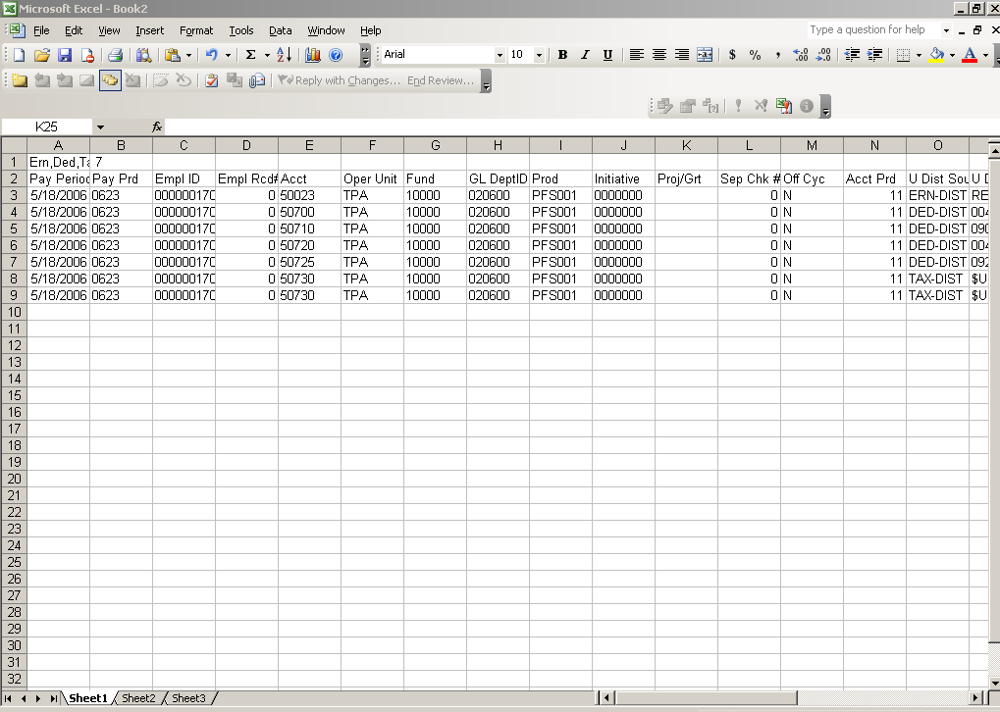 Microsoft Excel - Book2
File Edit View Insert Format Tools Data Window Help Type a question for help
Arial 10 B I U $ % ,
Reply with Changes... End Review...
K25 fx
A B C D E F G H I J K L M N O
1 Ern,Ded,Ta 7
2 Pay Period Pay Prd Empl ID Empl Rcd# Acct Oper Unit Fund GL DeptID Prod Initiative Proj/Grt Sep Chk # Off Cyc Acct Prd U Dist Sou U D
3 5/18/2006 0623 00000017C 0 50023 TPA 10000 020600 PFS001 0000000 0 N 11 ERN-DIST RE
4 5/18/2006 0623 00000017C 0 50700 TPA 10000 020600 PFS001 0000000 0 N 11 DED-DIST 004
5 5/18/2006 0623 00000017C 0 50710 TPA 10000 020600 PFS001 0000000 0 N 11 DED-DIST 090
6 5/18/2006 0623 00000017C 0 50720 TPA 10000 020600 PFS001 0000000 0 N 11 DED-DIST 004
7 5/18/2006 0623 00000017C 0 50725 TPA 10000 020600 PFS001 0000000 0 N 11 DED-DIST 092
8 5/18/2006 0623 00000017C 0 50730 TPA 10000 020600 PFS001 0000000 0 N 11 TAX-DIST $U
9 5/18/2006 0623 00000017C 0 50730 TPA 10000 020600 PFS001 0000000 0 N 11 TAX-DIST $U
10
11
12
13
14
15
16
17
18
19
20
21
22
23
24
25
26
27
28
29
30
31
32
Sheet1 Sheet2 Sheet3